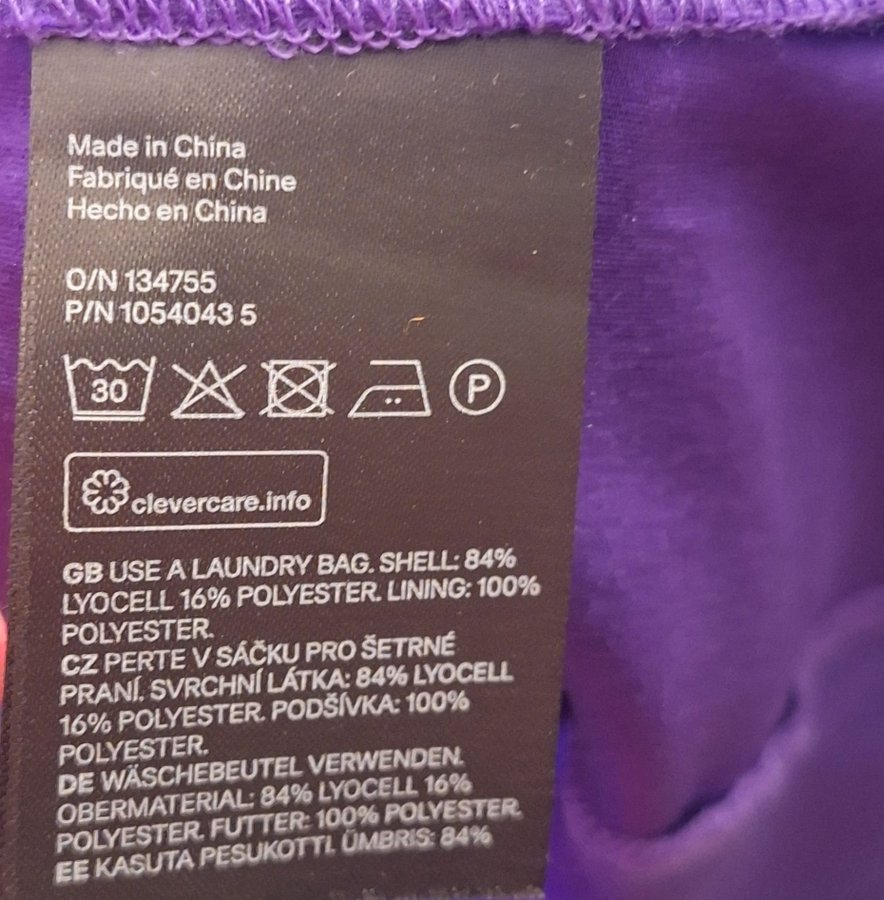 Made in China
Fabriqué en Chine
Hecho en China
O/N 134755
P/N 1054043 5
30
P
clevercare.info
GB USE A LAUNDRY BAG. SHELL: 84%
LYOCELL 16% POLYESTER. LINING: 100%
POLYESTER.
CZ PERTE V SÁČKU PRO ŠETRNÉ
PRANÍ. SVRCHNÍ LÁTKA: 84% LYOCELL
16% POLYESTER. PODŠÍVKA: 100%
POLYESTER.
DE WÄSCHEBEUTEL VERWENDEN.
OBERMATERIAL: 84% LYOCELL 16%
POLYESTER. FUTTER: 100% POLYESTER.
EE KASUTA PESUKOTTI. ÜMBRIS: 84%